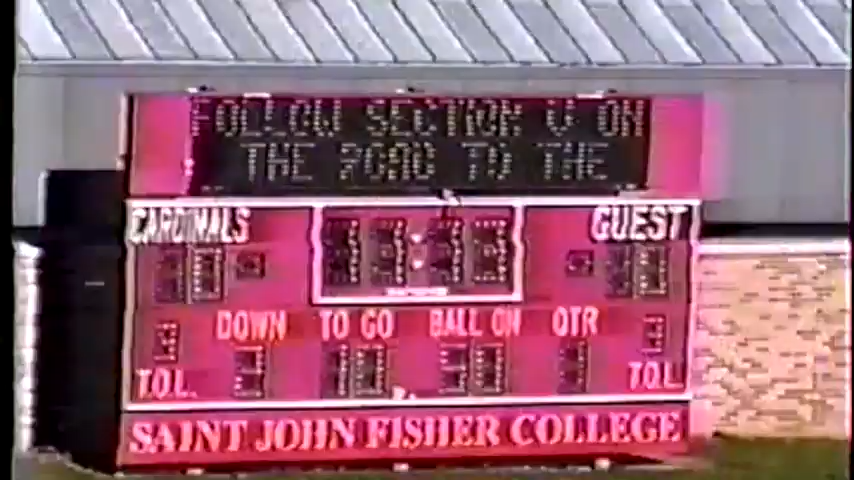 FOLLOW SECTION V ON
THE ROAD TO THE
CARDINALS GUEST
DOWN TO GO BALL ON QTR
T.O.L. T.O.L.
SAINT JOHN FISHER COLLEGE